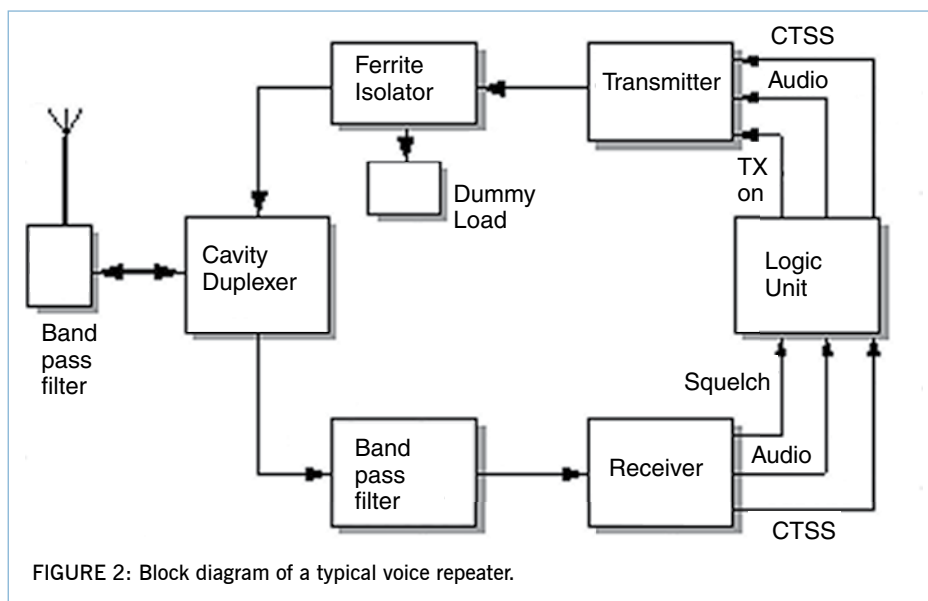 CTSS
Ferrite
Isolator
Transmitter
Audio
TX
on
Dummy
Load
Cavity
Duplexer
Logic
Unit
Band
pass
filter
Squelch
Band
pass
filter
Receiver
Audio
CTSS
FIGURE 2: Block diagram of a typical voice repeater.